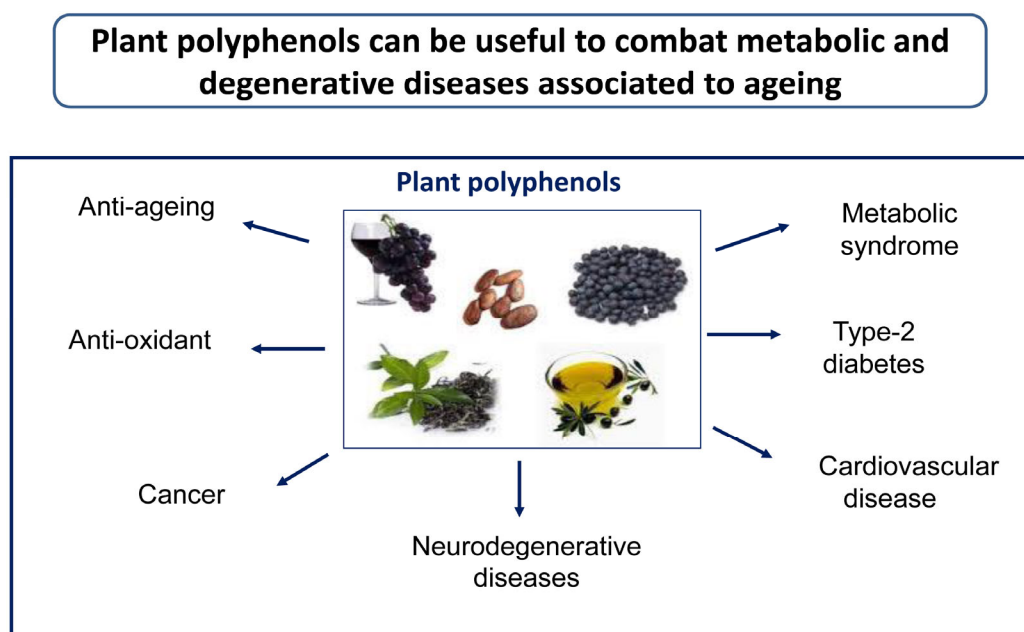 Plant polyphenols can be useful to combat metabolic and
degenerative diseases associated to ageing
Plant polyphenols
Anti-ageing
Metabolic
syndrome
Anti-oxidant
Type-2
diabetes
Cancer
Cardiovascular
disease
Neurodegenerative
diseases